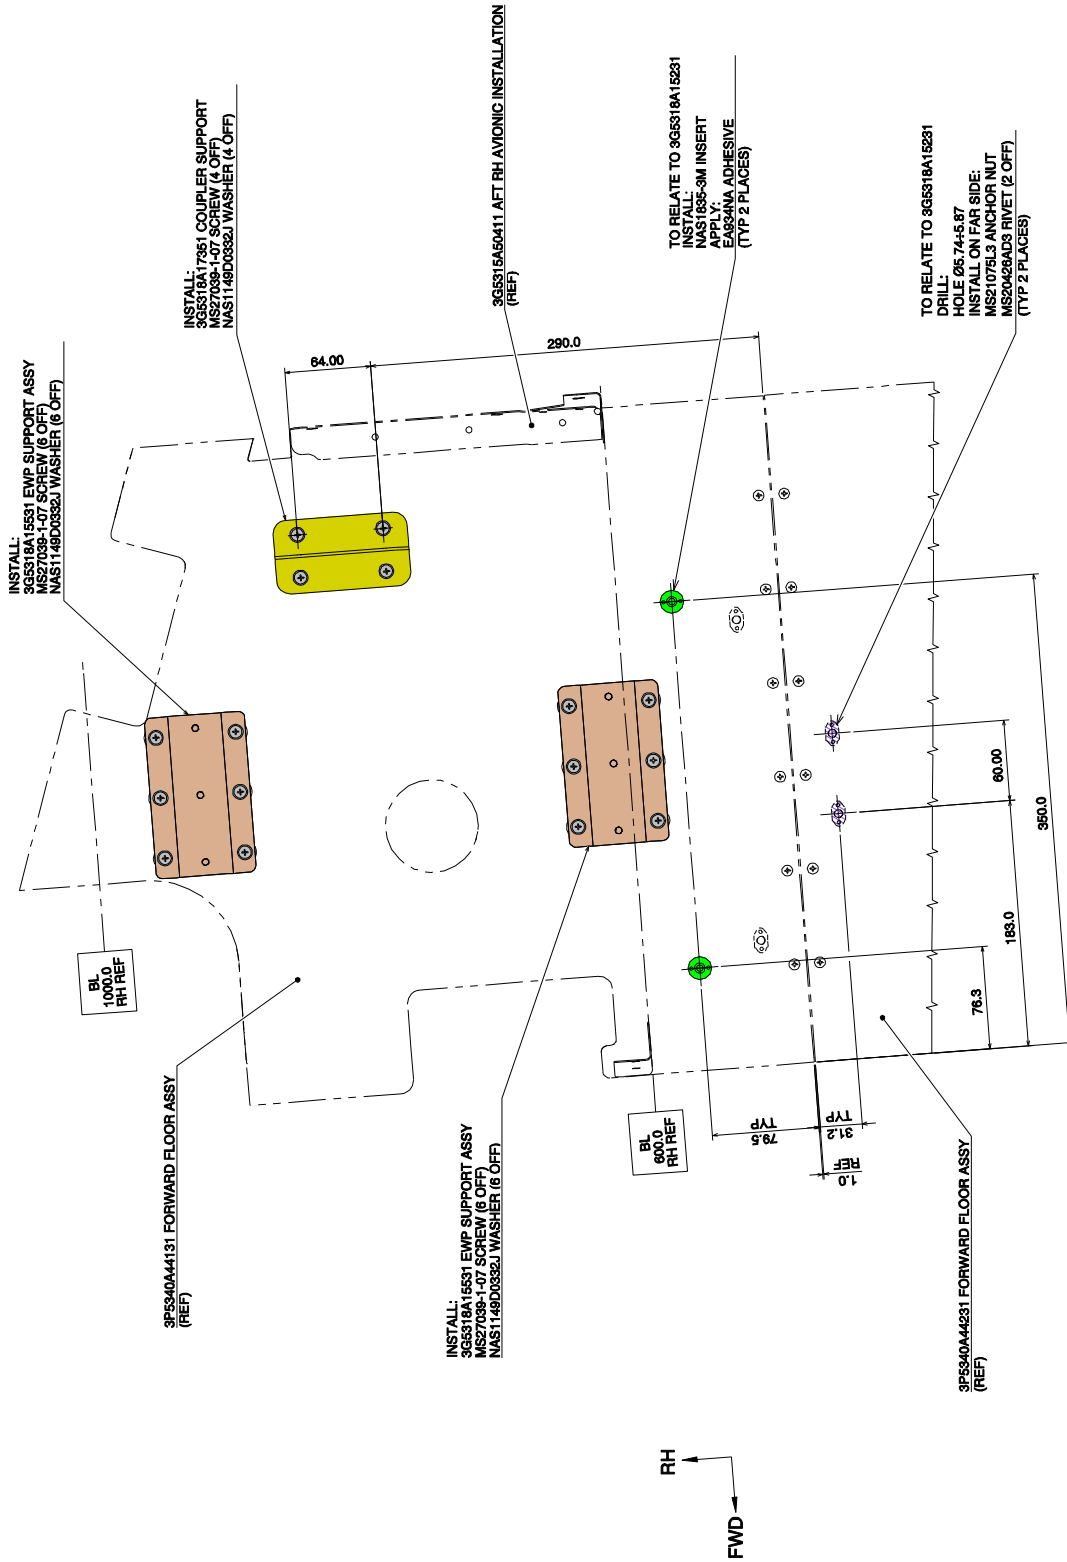 INSTALL:
3G5318A15531 EWP SUPPORT ASSY
MS27039-1-07 SCREW (6 OFF)
NAS1149D0332J WASHER (6 OFF)
INSTALL:
3G5318A17351 COUPLER SUPPORT
MS27039-1-07 SCREW (4 OFF)
NAS1149D0332J WASHER (4 OFF)
3G5315A50411 AFT RH AVIONIC INSTALLATION
(REF)
TO RELATE TO 3G5318A15231
INSTALL:
NAS1835-3M INSERT
APPLY:
EA934NA ADHESIVE
(TYP 2 PLACES)
TO RELATE TO 3G5318A15231
DRILL:
HOLE Ø5.74÷5.87
INSTALL ON FAR SIDE:
MS21075L3 ANCHOR NUT
MS20426AD3 RIVET (2 OFF)
(TYP 2 PLACES)
64.00
290.0
BL
1000.0
RH REF
3P5340A44131 FORWARD FLOOR ASSY
(REF)
INSTALL:
3G5318A15531 EWP SUPPORT ASSY
MS27039-1-07 SCREW (6 OFF)
NAS1149D0332J WASHER (6 OFF)
BL
600.0
RH REF
79.5
TYP
31.2
TYP
1.0
REF
76.3
183.0
60.00
350.0
3P5340A44231 FORWARD FLOOR ASSY
(REF)
RH
FWD